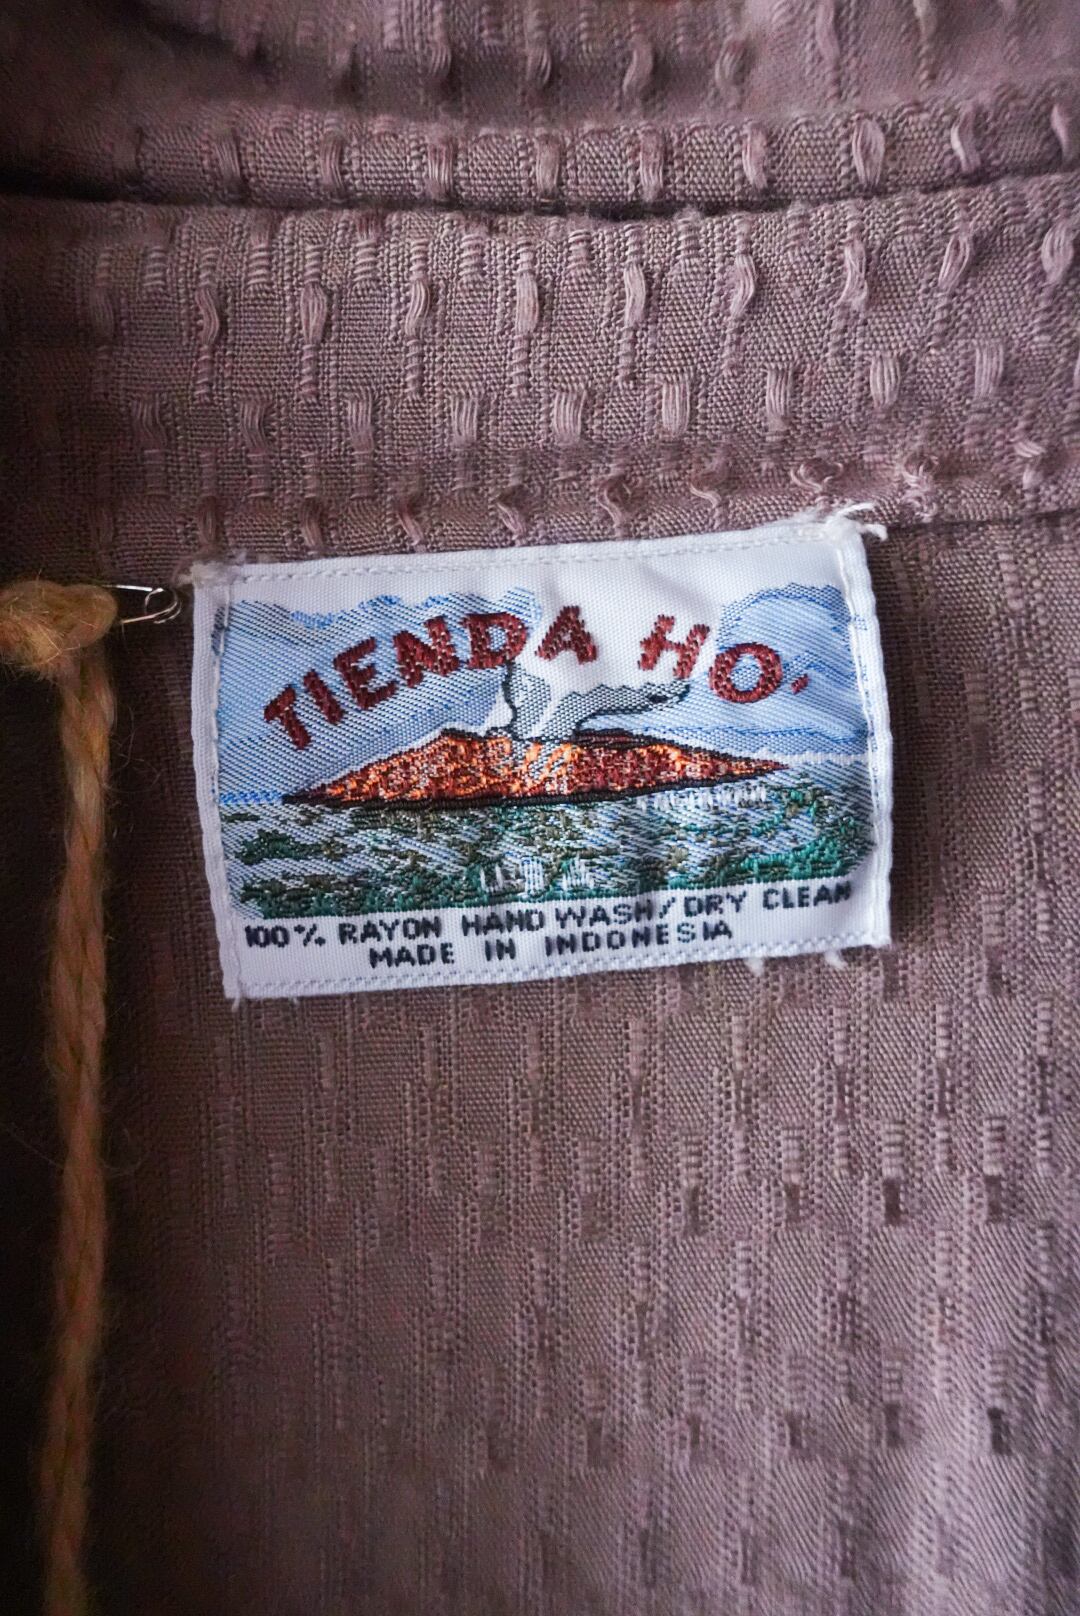 TIENDA HO.
U.S.A.
100% RAYON HAND WASH/DRY CLEAN
MADE IN INDONESIA